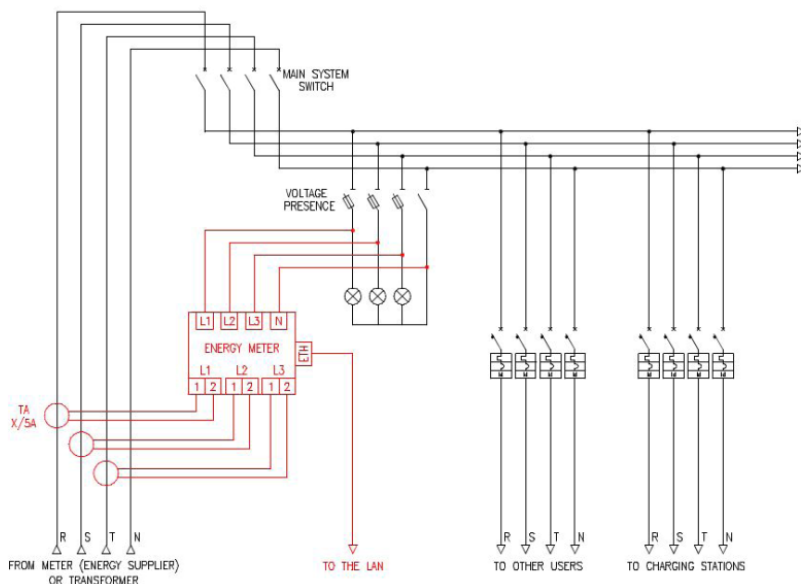 MAIN SYSTEM
SWITCH
VOLTAGE
PRESENCE
L1 L2 L3 N
ENERGY METER
ETH
L1 L2 L3
1 2 1 2 1 2
TA
X/5A
M M M M M M M M
R S T N
R S T N
R S T N
FROM METER (ENERGY SUPPLIER)
OR TRANSFORMER
TO THE LAN
TO OTHER USERS
TO CHARGING STATIONS